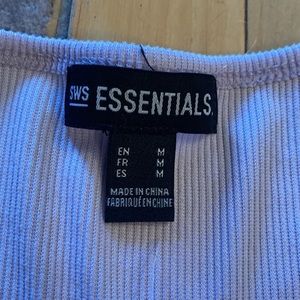 SWS ESSENTIALS.
EN M
FR M
ES M
MADE IN CHINA
FABRIQUÉ EN CHINE